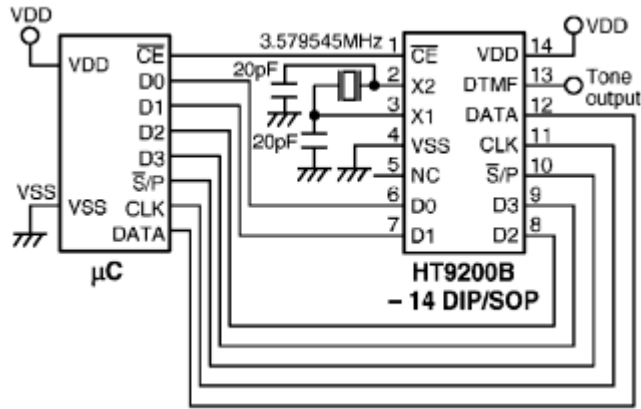 VDD
VDD
VSS
VSS
C̅E̅
D0
D1
D2
D3
S̅/P
CLK
DATA
μC
3.579545MHz
20pF
20pF
1
2
3
4
5
6
7
C̅E̅
X2
X1
VSS
NC
D0
D1
VDD
DTMF
DATA
CLK
S̅/P
D3
D2
14
13
12
11
10
9
8
VDD
Tone
output
HT9200B
– 14 DIP/SOP